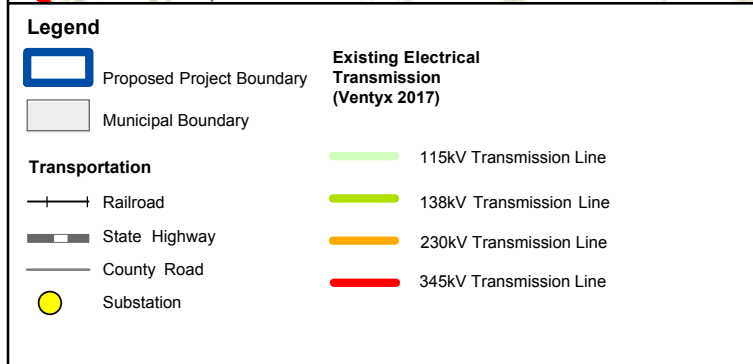 Legend
Proposed Project Boundary
Municipal Boundary
Transportation
Railroad
State Highway
County Road
Substation
Existing Electrical
Transmission
(Ventyx 2017)
115kV Transmission Line
138kV Transmission Line
230kV Transmission Line
345kV Transmission Line